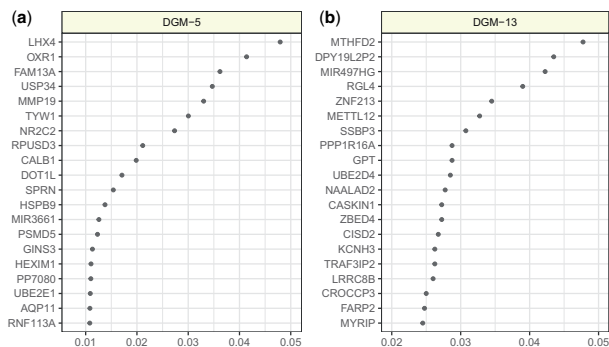 (a)
DGM−5
LHX4
OXR1
FAM13A
USP34
MMP19
TYW1
NR2C2
RPUSD3
CALB1
DOT1L
SPRN
HSPB9
MIR3661
PSMD5
GINS3
HEXIM1
PP7080
UBE2E1
AQP11
RNF113A
0.01 0.02 0.03 0.04 0.05
(b)
DGM−13
MTHFD2
DPY19L2P2
MIR497HG
RGL4
ZNF213
METTL12
SSBP3
PPP1R16A
GPT
UBE2D4
NAALAD2
CASKIN1
ZBED4
CISD2
KCNH3
TRAF3IP2
LRRC8B
CROCCP3
FARP2
MYRIP
0.02 0.03 0.04 0.05